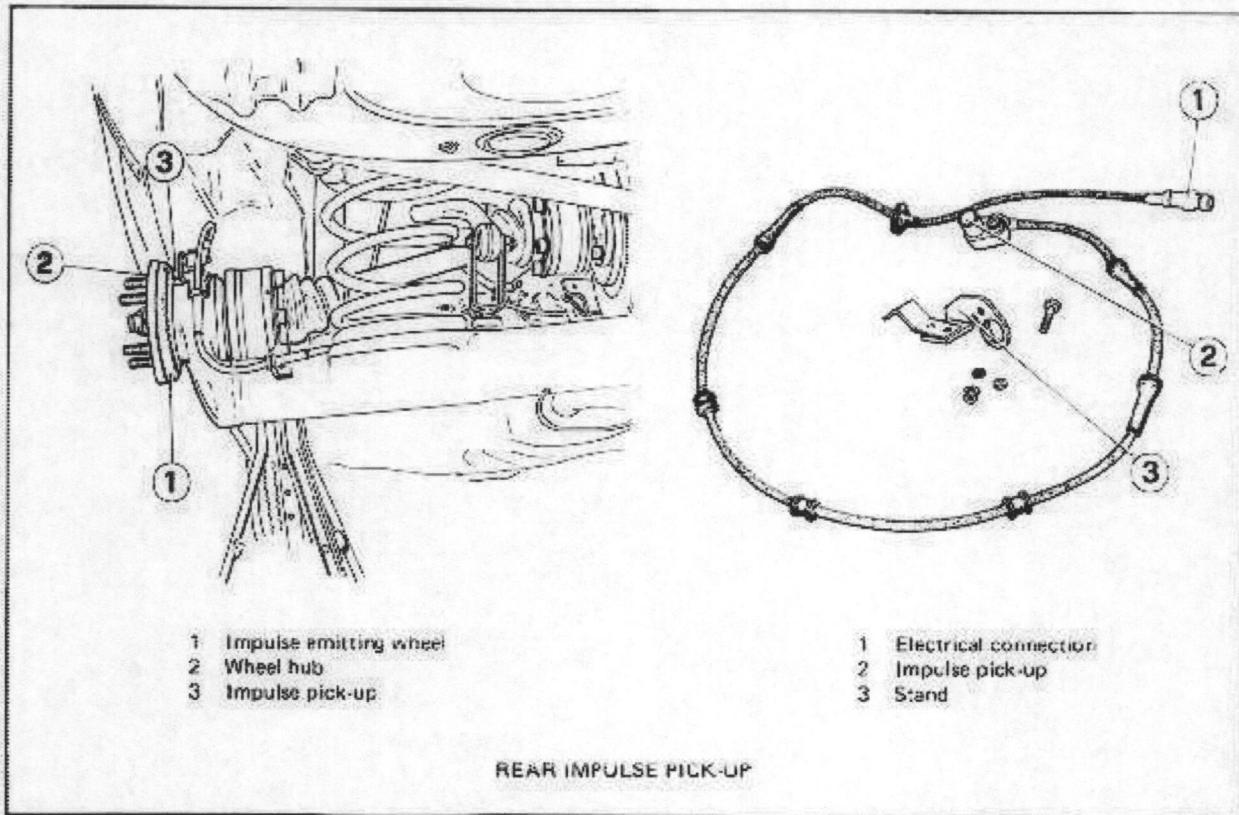 3
2
1
1
2
3
1 Impulse emitting wheel
2 Wheel hub
3 Impulse pick-up
1 Electrical connection
2 Impulse pick-up
3 Stand
REAR IMPULSE PICK-UP